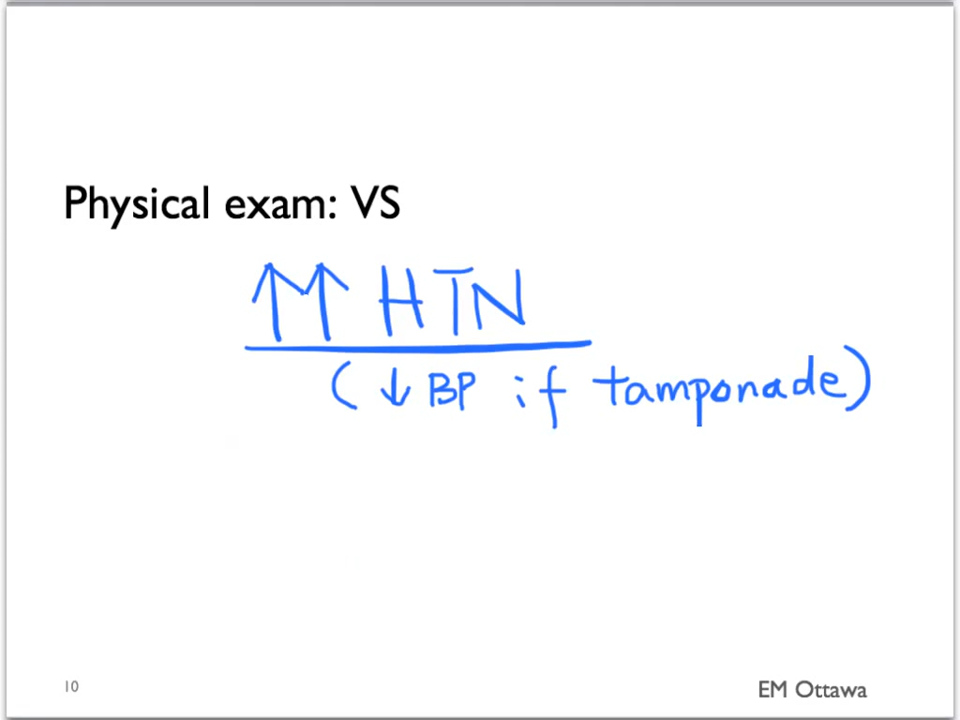 Physical exam: VS
↑↑ HTN
(↓ BP if tamponade)
10
EM Ottawa